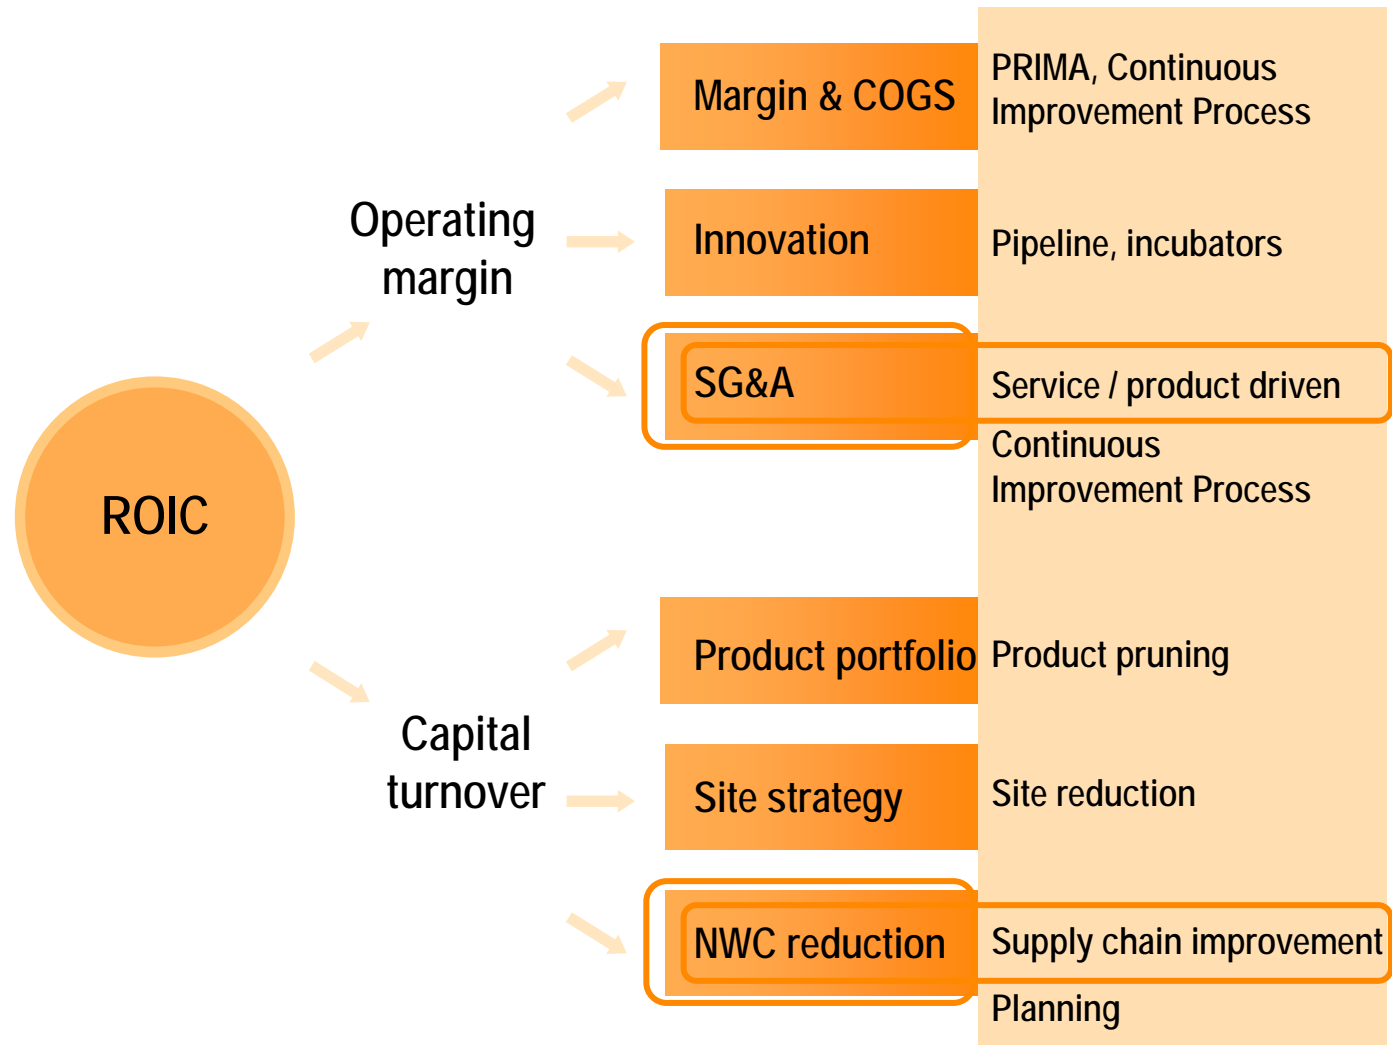 ROIC
Operating
margin
Margin & COGS
PRIMA, Continuous
Improvement Process
Innovation
Pipeline, incubators
SG&A
Service / product driven
Continuous
Improvement Process
Capital
turnover
Product portfolio
Product pruning
Site strategy
Site reduction
NWC reduction
Supply chain improvement
Planning